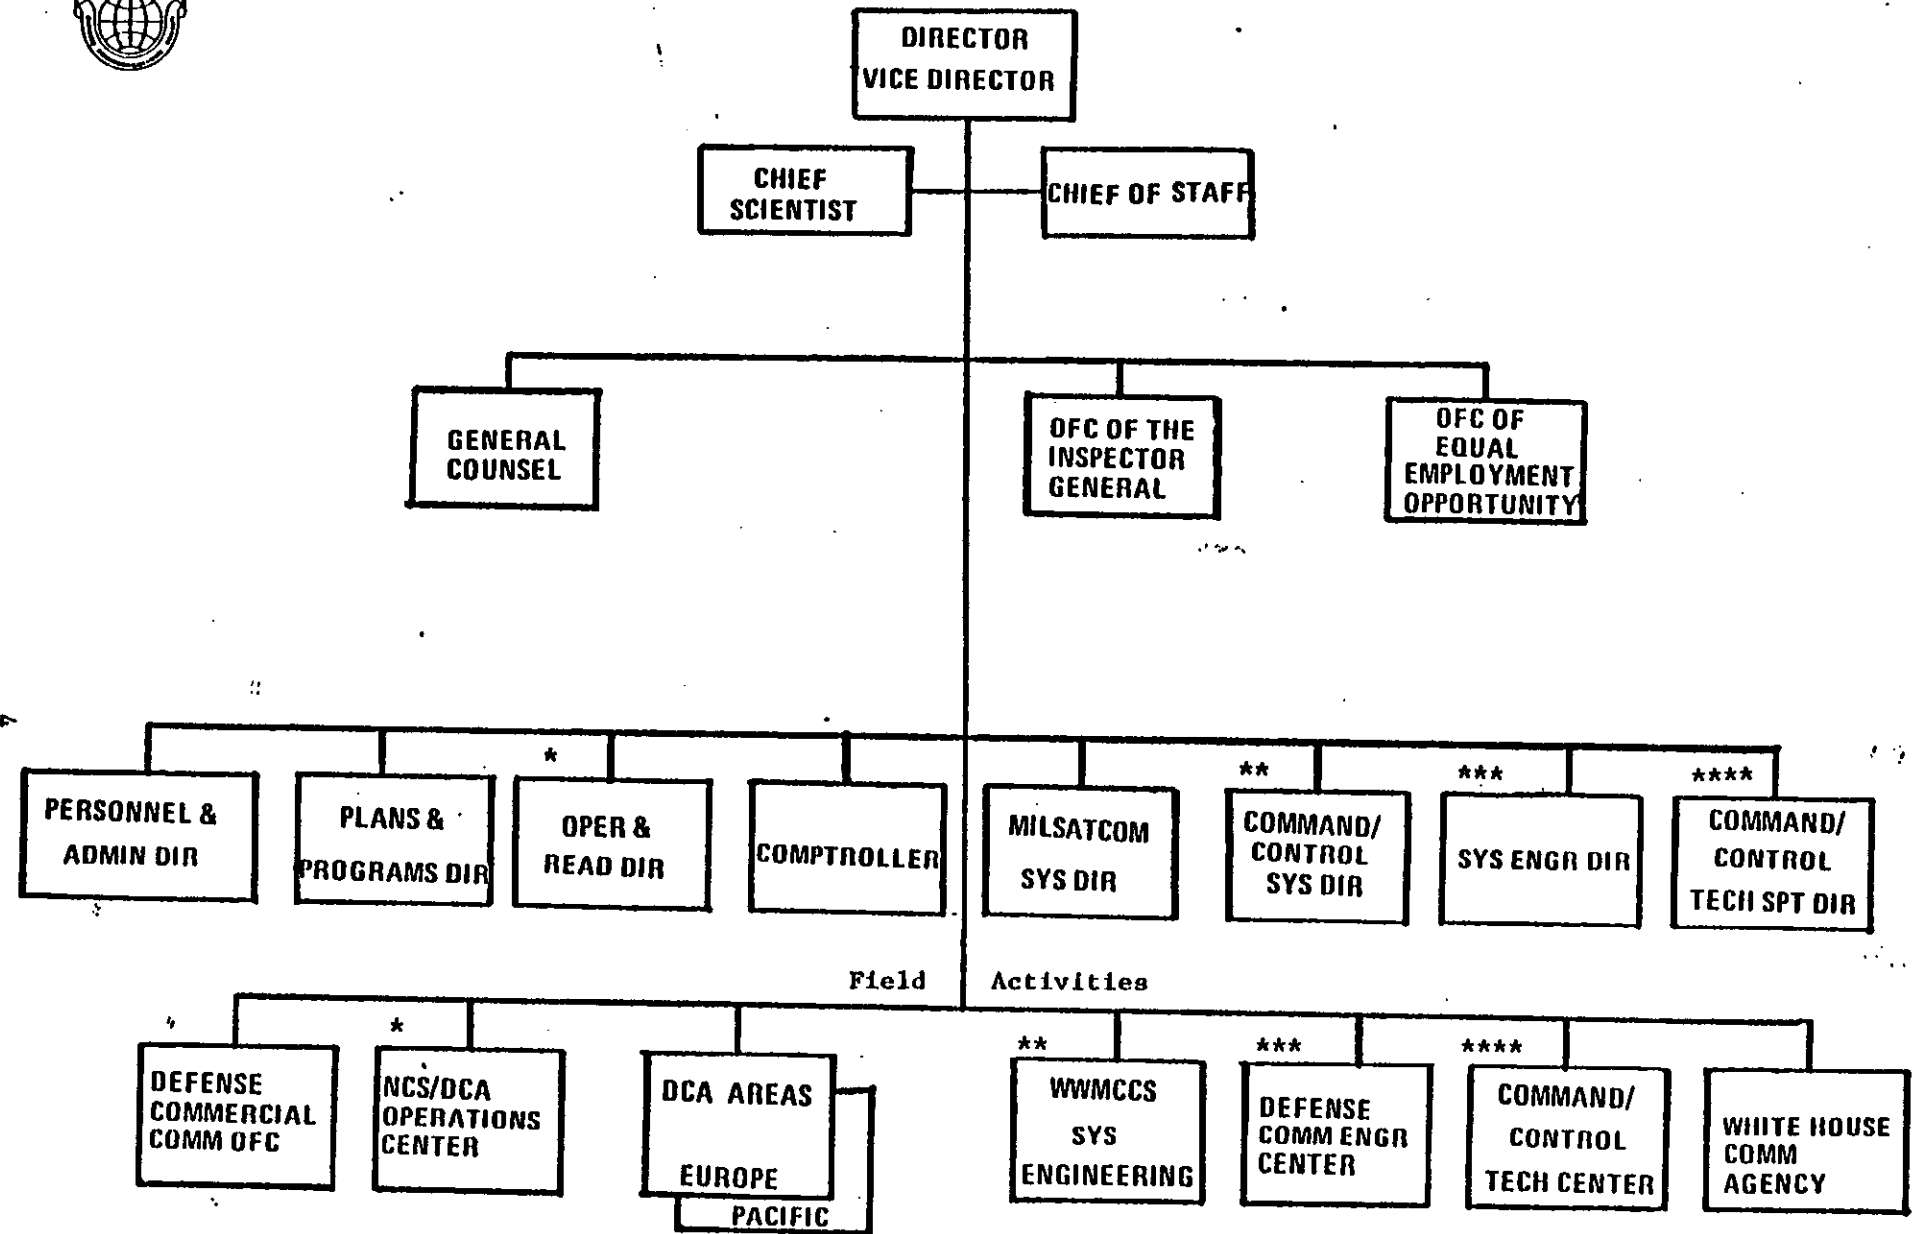 DIRECTOR
VICE DIRECTOR
CHIEF
SCIENTIST
CHIEF OF STAFF
GENERAL
COUNSEL
OFC OF THE
INSPECTOR
GENERAL
OFC OF
EQUAL
EMPLOYMENT
OPPORTUNITY
PERSONNEL &
ADMIN DIR
PLANS &
PROGRAMS DIR
*
OPER &
READ DIR
COMPTROLLER
MILSATCOM
SYS DIR
**
COMMAND/
CONTROL
SYS DIR
***
SYS ENGR DIR
****
COMMAND/
CONTROL
TECH SPT DIR
Field Activities
DEFENSE
COMMERCIAL
COMM OFC
*
NCS/DCA
OPERATIONS
CENTER
DCA AREAS
EUROPE
PACIFIC
**
WWMCCS
SYS
ENGINEERING
***
DEFENSE
COMM ENGR
CENTER
****
COMMAND/
CONTROL
TECH CENTER
WHITE HOUSE
COMM
AGENCY